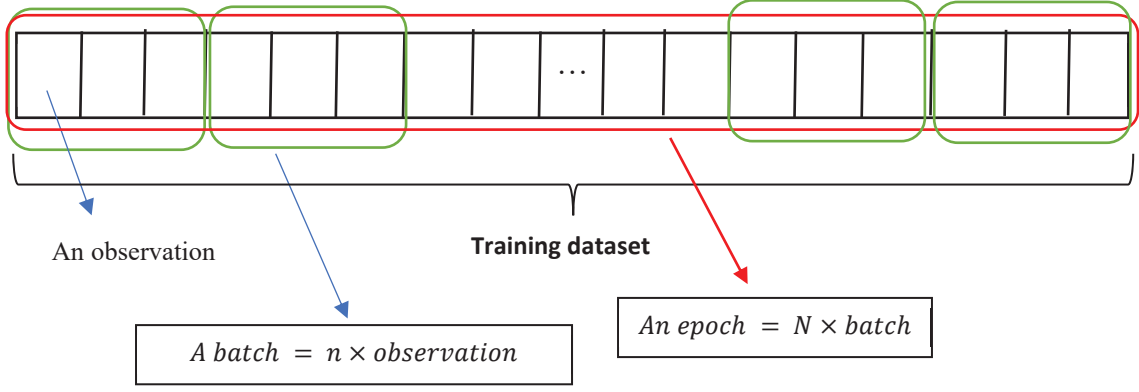 …
An observation
Training dataset
An epoch = N × batch
A batch = n × observation